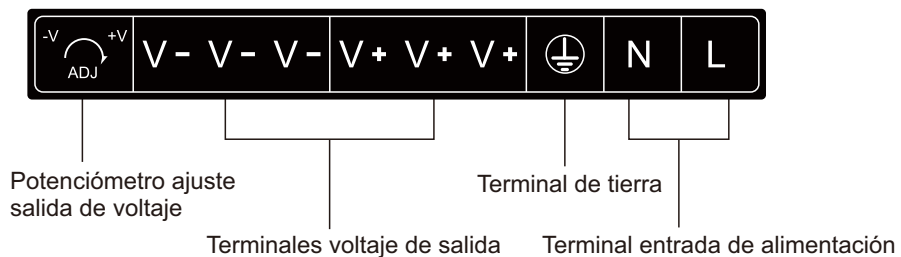 -V +V
ADJ
V- V- V- V+ V+ V+ N L
Potenciómetro ajuste
salida de voltaje
Terminal de tierra
Terminales voltaje de salida
Terminal entrada de alimentación